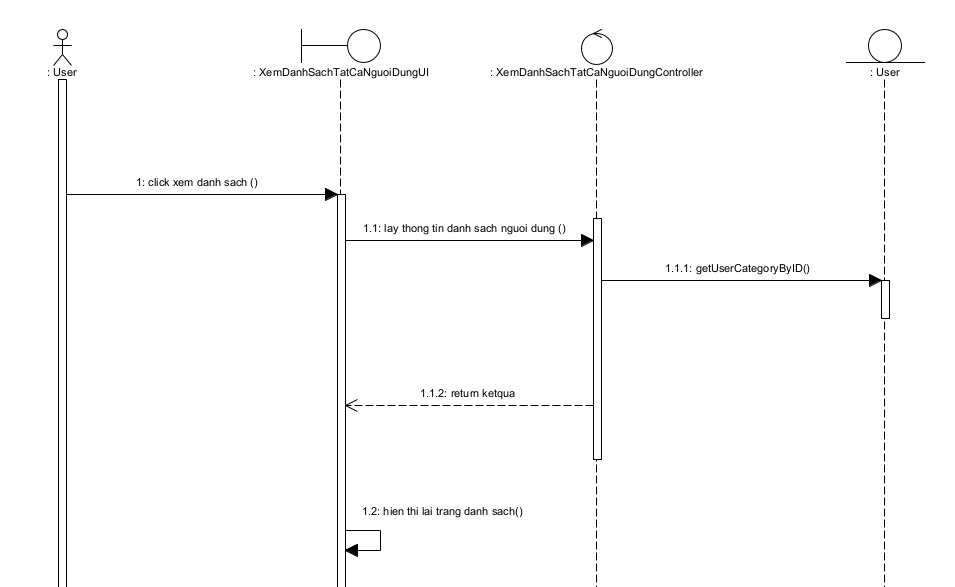 : User
: XemDanhSachTatCaNguoiDungUI
: XemDanhSachTatCaNguoiDungController
: User
1: click xem danh sach ()
1.1: lay thong tin danh sach nguoi dung ()
1.1.1: getUserCategoryByID()
1.1.2: return ketqua
1.2: hien thi lai trang danh sach()